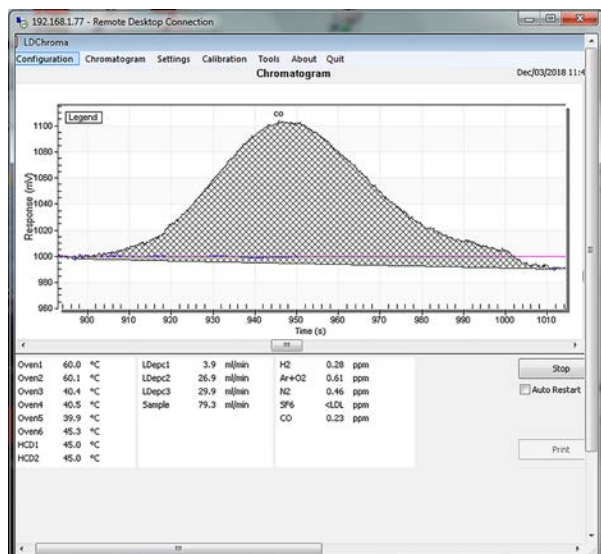 192.168.1.77 - Remote Desktop Connection
LDChroma
Configuration Chromatogram Settings Calibration Tools About Quit
Chromatogram Dec/03/2018 11:4
Legend
co
1100
1080
1060
1040
1020
1000
980
960
Response (mV)
900 910 920 930 940 950 960 970 980 990 1000 1010
Time (s)
Oven1 60.0 °C LDepc1 3.9 ml/min H2 0.28 ppm Stop
Oven2 60.1 °C LDepc2 26.9 ml/min Ar+O2 0.61 ppm Auto Restart
Oven3 40.4 °C LDepc3 29.9 ml/min N2 0.46 ppm
Oven4 40.5 °C Sample 79.3 ml/min SF6 <LDL ppm
Oven5 39.9 °C CO 0.23 ppm
Oven6 45.3 °C
HCD1 45.0 °C
HCD2 45.0 °C Print